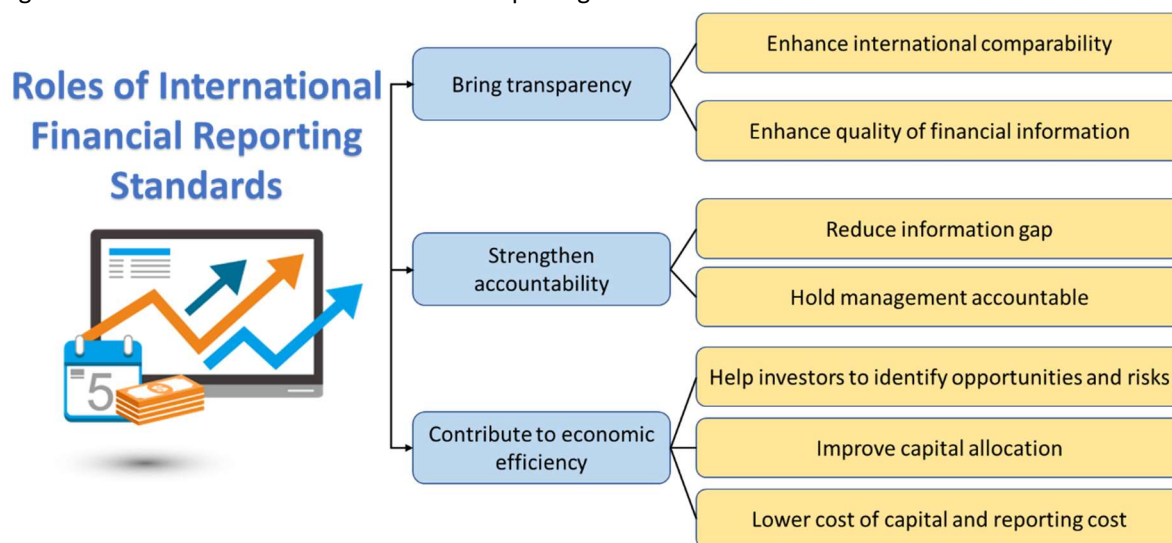 Roles of International
Financial Reporting
Standards
5
Bring transparency
Enhance international comparability
Enhance quality of financial information
Strengthen
accountability
Reduce information gap
Hold management accountable
Contribute to economic
efficiency
Help investors to identify opportunities and risks
Improve capital allocation
Lower cost of capital and reporting cost